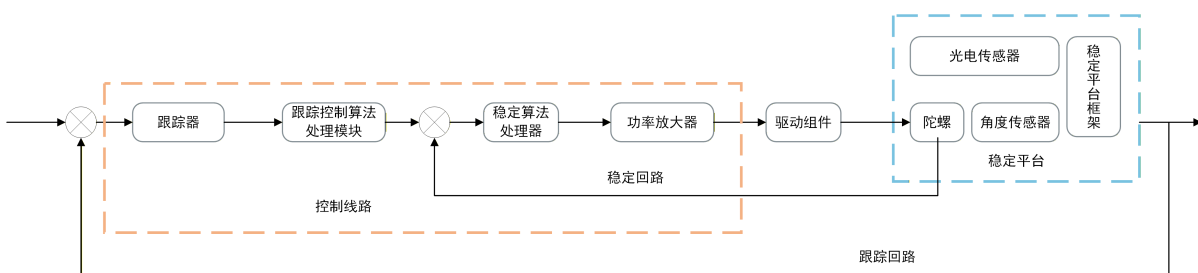 光电传感器
稳
定
平
台
框
架
跟踪器
跟踪控制算法
处理模块
稳定算法
处理器
功率放大器
驱动组件
陀螺
角度传感器
稳定平台
稳定回路
控制线路
跟踪回路